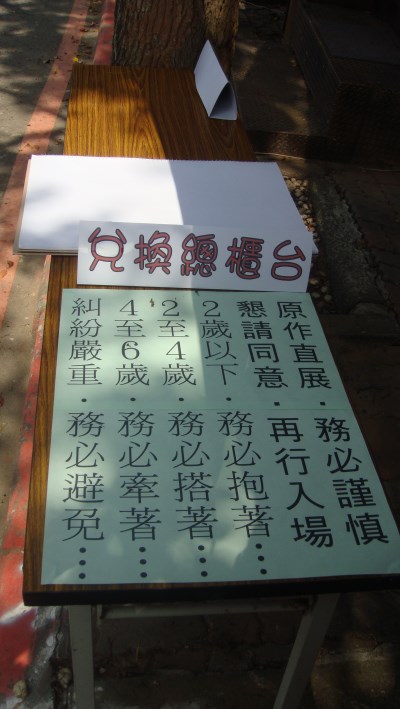 兌換總櫃台
原作直展．務必謹慎
懇請同意．再行入場
2歲以下．務必抱著……
2至4歲．務必搭著……
4至6歲．務必牽著……
糾紛嚴重．務必避免……